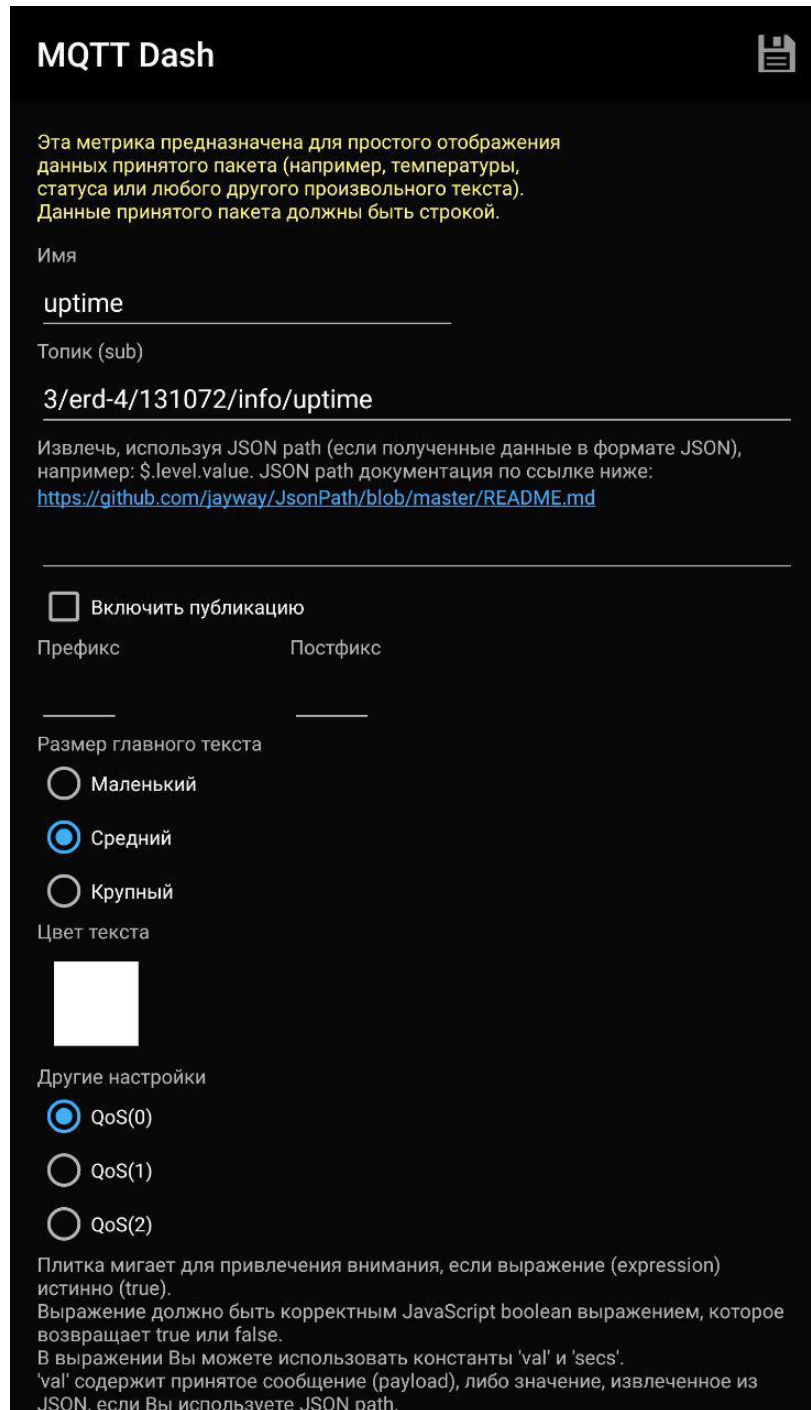 MQTT Dash
Эта метрика предназначена для простого отображения
данных принятого пакета (например, температуры,
статуса или любого другого произвольного текста).
Данные принятого пакета должны быть строкой.
Имя
uptime
Топик (sub)
3/erd-4/131072/info/uptime
Извлечь, используя JSON path (если полученные данные в формате JSON),
например: $.level.value. JSON path документация по ссылке ниже:
https://github.com/jayway/JsonPath/blob/master/README.md
Включить публикацию
Префикс Постфикс
Размер главного текста
Маленький
Средний
Крупный
Цвет текста
Другие настройки
QoS(0)
QoS(1)
QoS(2)
Плитка мигает для привлечения внимания, если выражение (expression)
истинно (true).
Выражение должно быть корректным JavaScript boolean выражением, которое
возвращает true или false.
В выражении Вы можете использовать константы 'val' и 'secs'.
'val' содержит принятое сообщение (payload), либо значение, извлеченное из
JSON, если Вы используете JSON path.